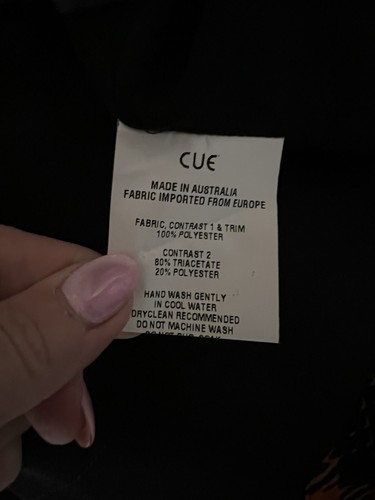 CUE
MADE IN AUSTRALIA
FABRIC IMPORTED FROM EUROPE
FABRIC, CONTRAST 1 & TRIM
100% POLYESTER
CONTRAST 2
80% TRIACETATE
20% POLYESTER
HAND WASH GENTLY
IN COOL WATER
DRYCLEAN RECOMMENDED
DO NOT MACHINE WASH